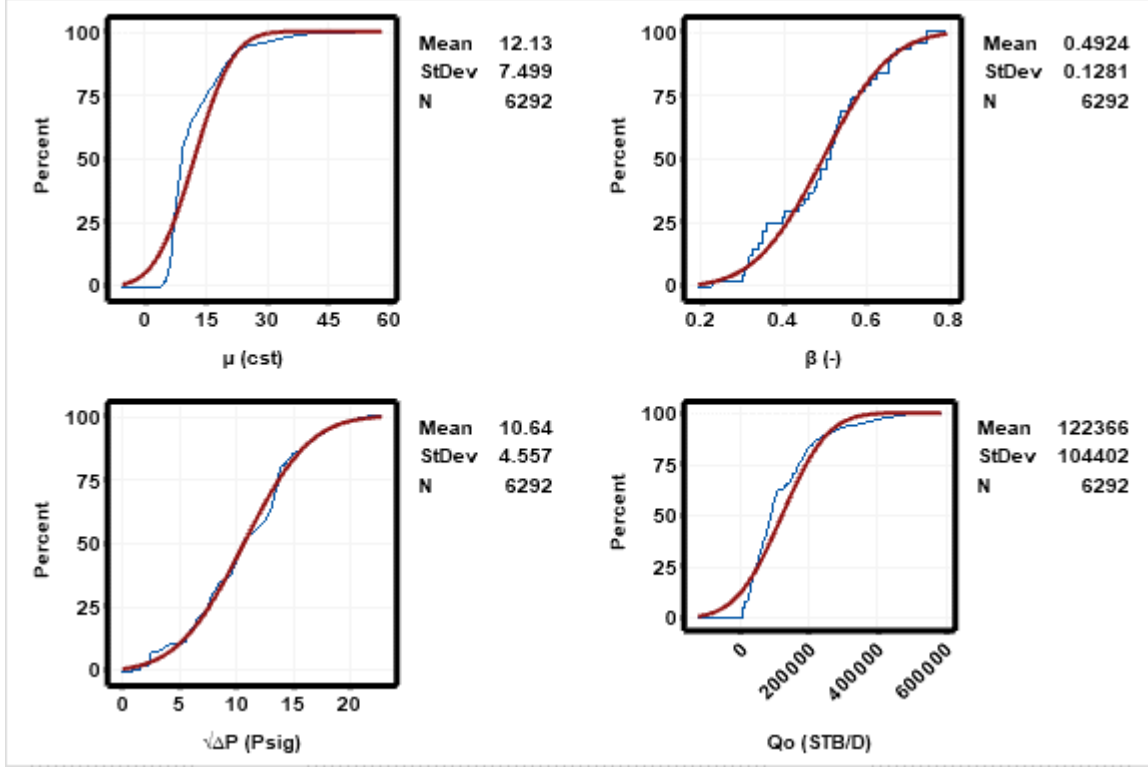 100
75
50
25
0
Percent
0 15 30 45 60
μ (cst)
Mean 12.13
StDev 7.499
N 6292
100
75
50
25
0
Percent
0.2 0.4 0.6 0.8
β (-)
Mean 0.4924
StDev 0.1281
N 6292
100
75
50
25
0
Percent
0 5 10 15 20
√ΔP (Psig)
Mean 10.64
StDev 4.557
N 6292
100
75
50
25
0
Percent
0 200000 400000 600000
Qo (STB/D)
Mean 122366
StDev 104402
N 6292